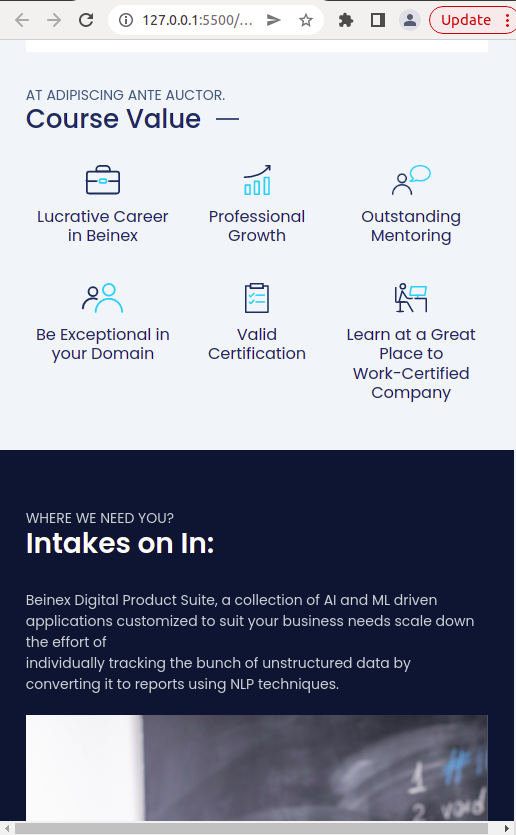 127.0.0.1:5500/...
Update
AT ADIPISCING ANTE AUCTOR.
Course Value
Lucrative Career
in Beinex
Professional
Growth
Outstanding
Mentoring
Be Exceptional in
your Domain
Valid
Certification
Learn at a Great
Place to
Work-Certified
Company
WHERE WE NEED YOU?
Intakes on In:
Beinex Digital Product Suite, a collection of AI and ML driven
applications customized to suit your business needs scale down
the effort of
individually tracking the bunch of unstructured data by
converting it to reports using NLP techniques.
1 #
2 void